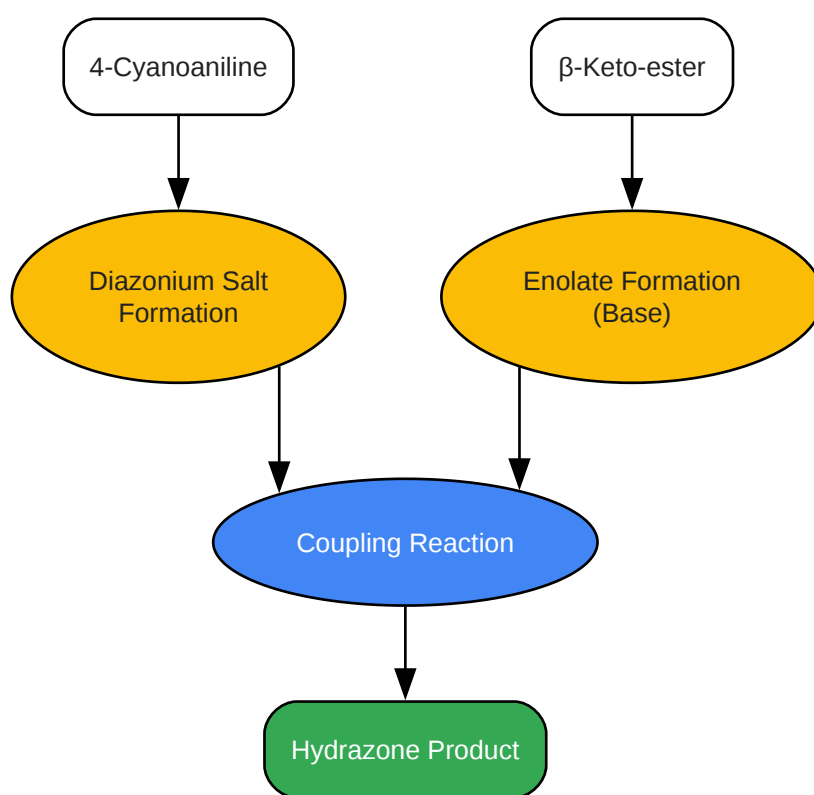 4-Cyanoaniline
β-Keto-ester
Diazonium Salt
Formation
Enolate Formation
(Base)
Coupling Reaction
Hydrazone Product